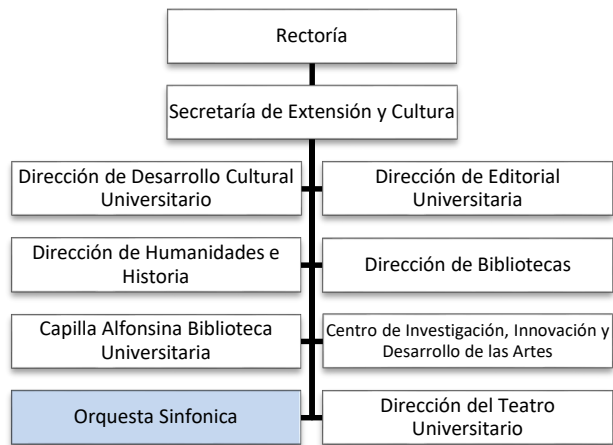 Rectoría
Secretaría de Extensión y Cultura
Dirección de Desarrollo Cultural
Universitario
Dirección de Editorial
Universitaria
Dirección de Humanidades e
Historia
Dirección de Bibliotecas
Capilla Alfonsina Biblioteca
Universitaria
Centro de Investigación, Innovación y
Desarrollo de las Artes
Orquesta Sinfonica
Dirección del Teatro
Universitario